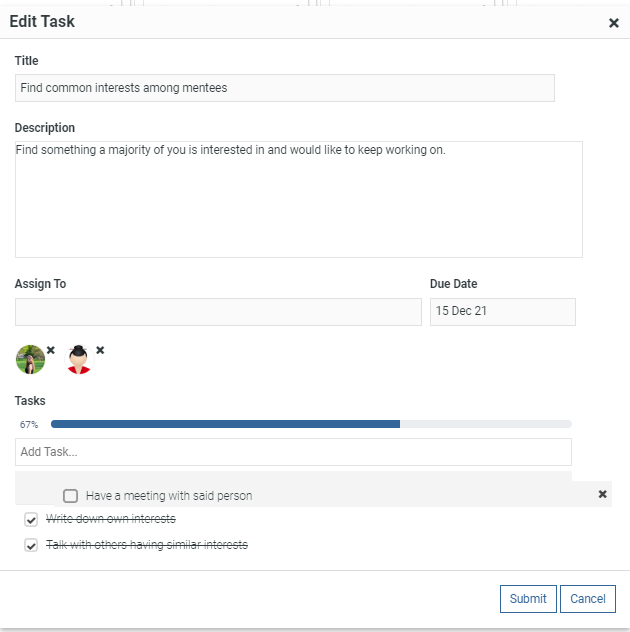 Edit Task
Title
Find common interests among mentees
Description
Find something a majority of you is interested in and would like to keep working on.
Assign To
Due Date
15 Dec 21
Tasks
67%
Add Task...
Have a meeting with said person
Write down own interests
Talk with others having similar interests
Submit
Cancel